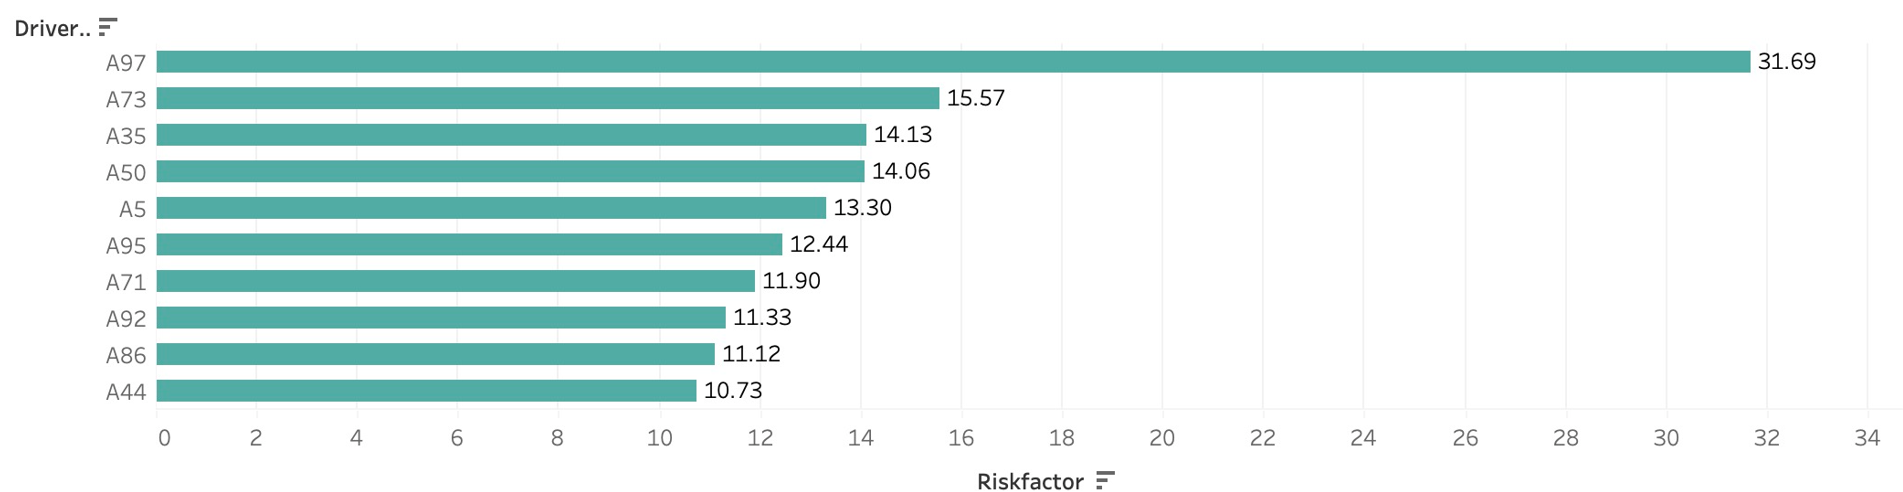 Driver..
A97 31.69
A73 15.57
A35 14.13
A50 14.06
A5 13.30
A95 12.44
A71 11.90
A92 11.33
A86 11.12
A44 10.73
0 2 4 6 8 10 12 14 16 18 20 22 24 26 28 30 32 34
Riskfactor